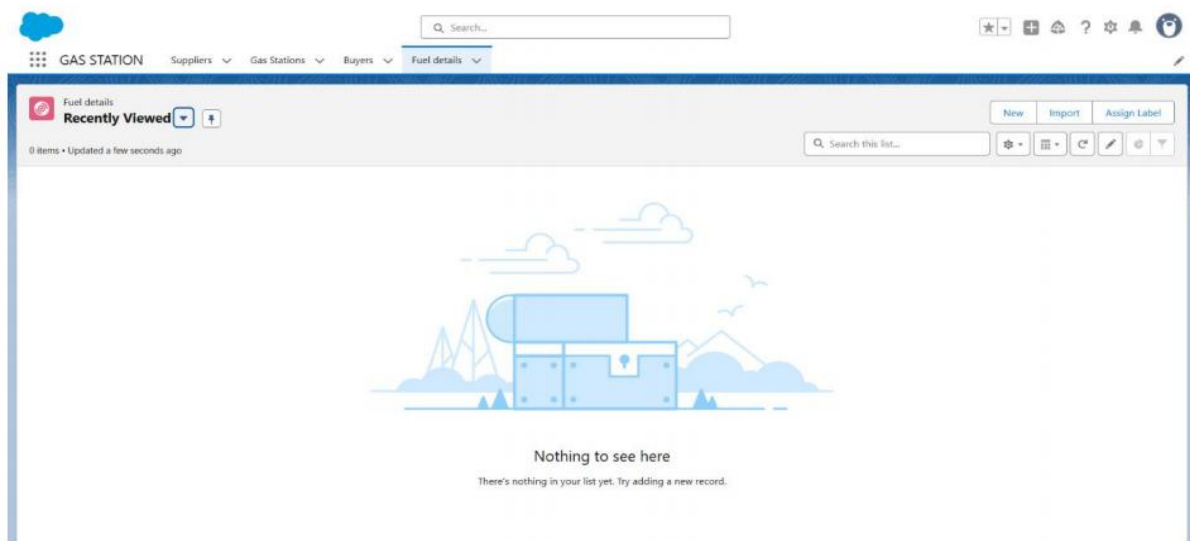 Search...
GAS STATION Suppliers Gas Stations Buyers Fuel details
Fuel details
Recently Viewed
New Import Assign Label
0 items • Updated a few seconds ago
Search this list...
Nothing to see here
There's nothing in your list yet. Try adding a new record.